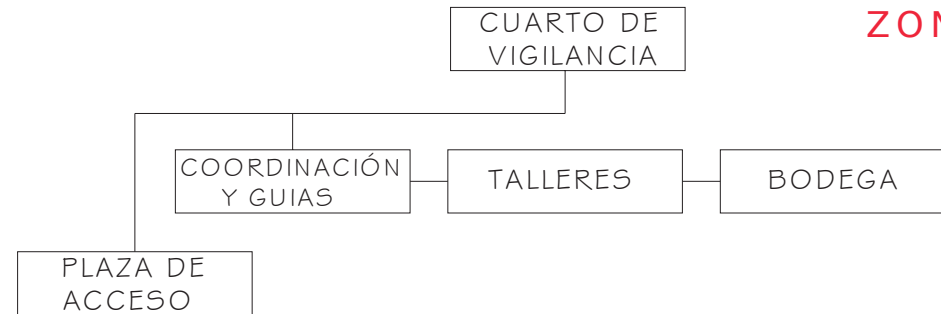 CUARTO DE
VIGILANCIA
COORDINACIÓN
Y GUIAS
TALLERES
BODEGA
PLAZA DE
ACCESO